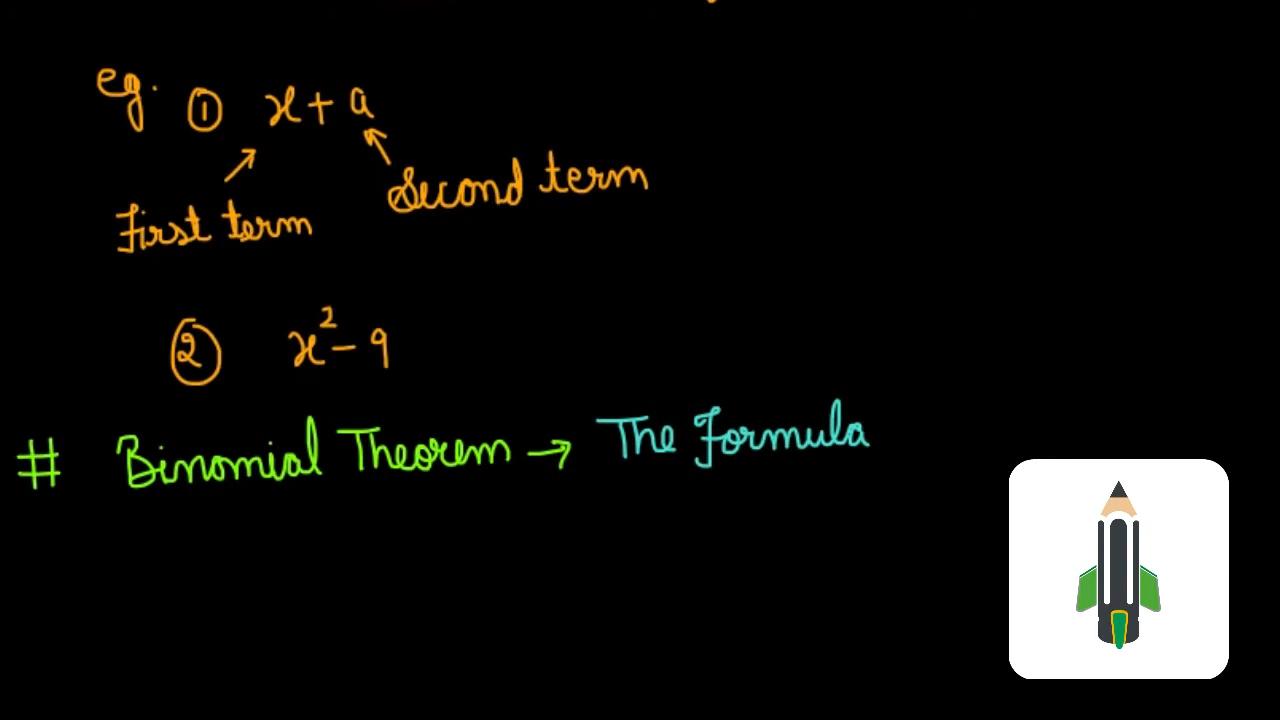 eg. ① x + a
First term
Second term
② x² - 9
# Binomial Theorem → The Formula